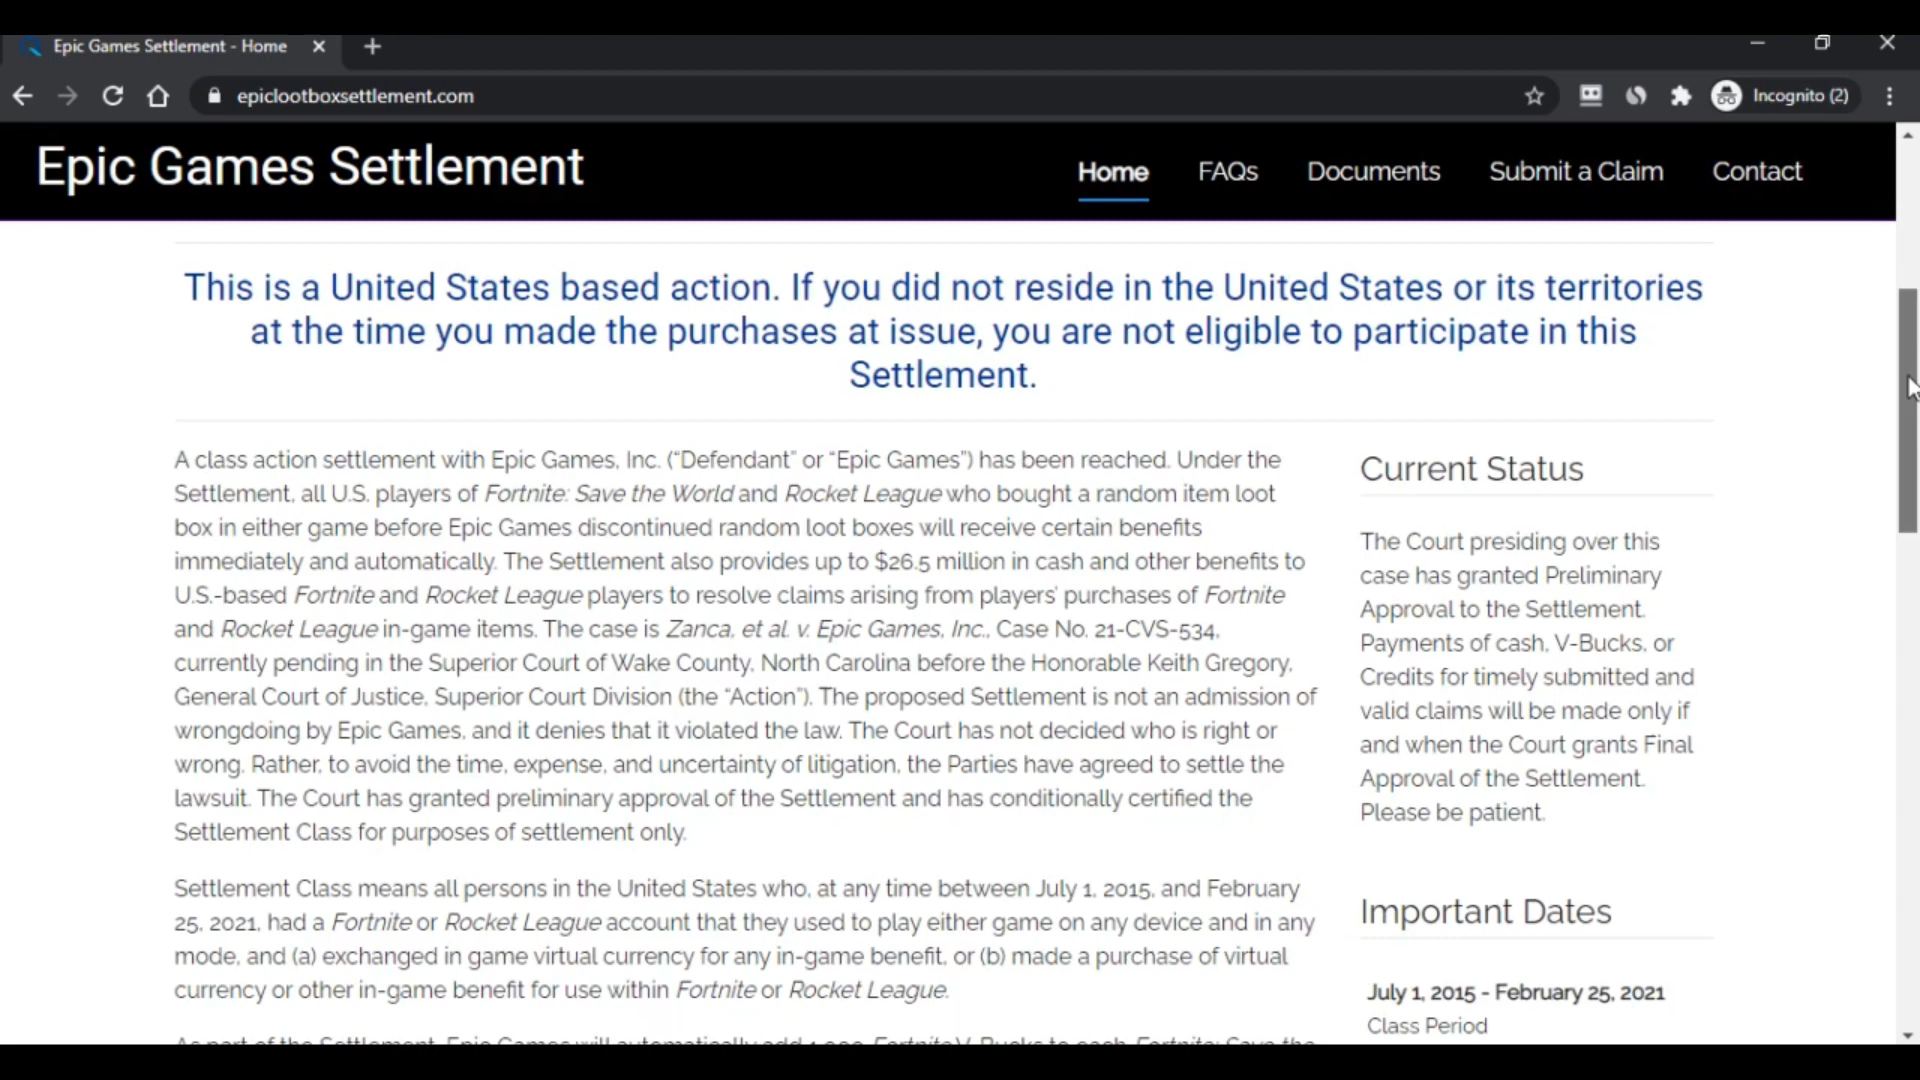 Epic Games Settlement - Home
epiclootboxsettlement.com
Incognito (2)
Epic Games Settlement
Home FAQs Documents Submit a Claim Contact
This is a United States based action. If you did not reside in the United States or its territories
at the time you made the purchases at issue, you are not eligible to participate in this
Settlement.
A class action settlement with Epic Games, Inc. (“Defendant” or “Epic Games”) has been reached. Under the
Settlement, all U.S. players of Fortnite: Save the World and Rocket League who bought a random item loot
box in either game before Epic Games discontinued random loot boxes will receive certain benefits
immediately and automatically. The Settlement also provides up to $26.5 million in cash and other benefits to
U.S.-based Fortnite and Rocket League players to resolve claims arising from players’ purchases of Fortnite
and Rocket League in-game items. The case is Zanca, et al. v. Epic Games, Inc., Case No. 21-CVS-534,
currently pending in the Superior Court of Wake County, North Carolina before the Honorable Keith Gregory,
General Court of Justice, Superior Court Division (the “Action”). The proposed Settlement is not an admission of
wrongdoing by Epic Games, and it denies that it violated the law. The Court has not decided who is right or
wrong. Rather, to avoid the time, expense, and uncertainty of litigation, the Parties have agreed to settle the
lawsuit. The Court has granted preliminary approval of the Settlement and has conditionally certified the
Settlement Class for purposes of settlement only.
Settlement Class means all persons in the United States who, at any time between July 1, 2015, and February
25, 2021, had a Fortnite or Rocket League account that they used to play either game on any device and in any
mode, and (a) exchanged in game virtual currency for any in-game benefit, or (b) made a purchase of virtual
currency or other in-game benefit for use within Fortnite or Rocket League.
As part of the Settlement, Epic Games will automatically add 1,000 Fortnite V-Bucks to each Fortnite: Save the
Current Status
The Court presiding over this
case has granted Preliminary
Approval to the Settlement.
Payments of cash, V-Bucks, or
Credits for timely submitted and
valid claims will be made only if
and when the Court grants Final
Approval of the Settlement.
Please be patient.
Important Dates
July 1, 2015 - February 25, 2021
Class Period